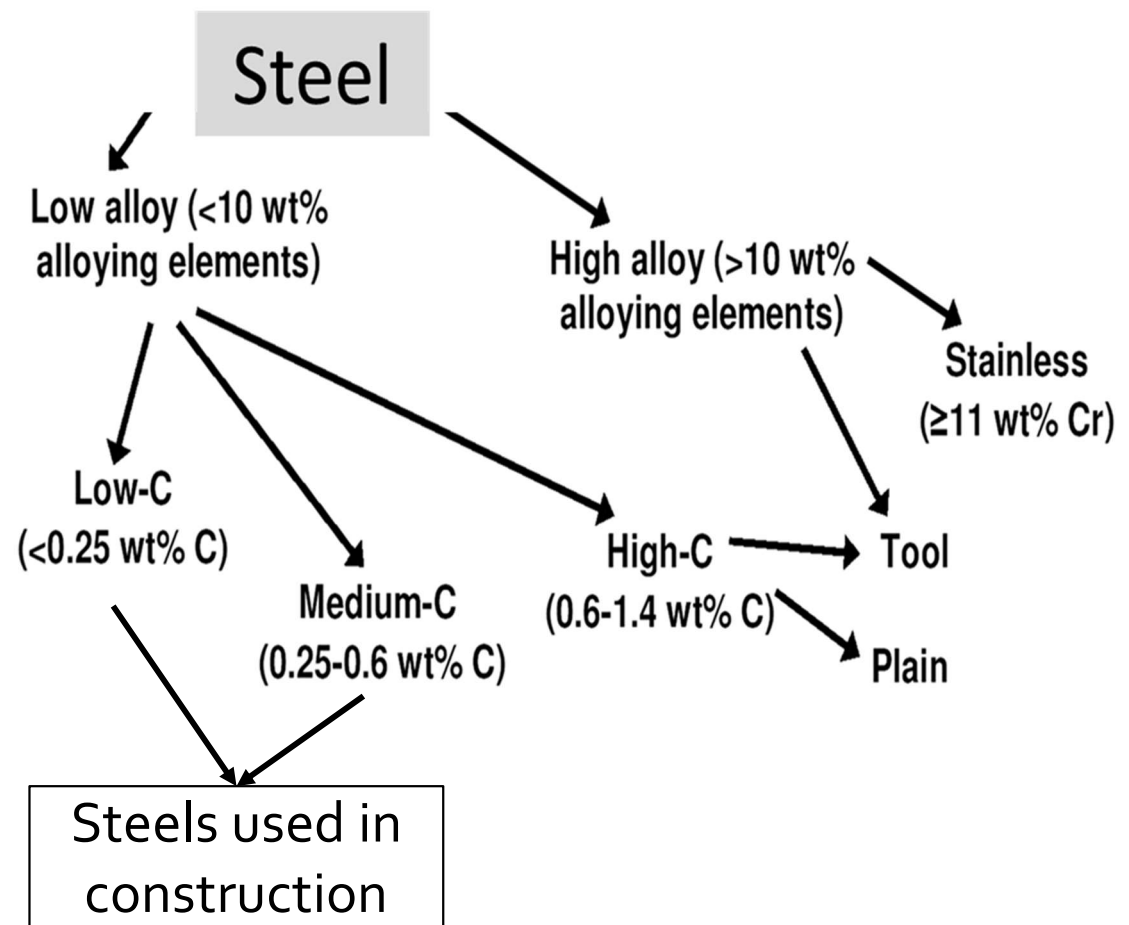 Steel
Low alloy (<10 wt%
alloying elements)
High alloy (>10 wt%
alloying elements)
Stainless
(≥11 wt% Cr)
Low-C
(<0.25 wt% C)
Medium-C
(0.25-0.6 wt% C)
High-C
(0.6-1.4 wt% C)
Tool
Plain
Steels used in
construction